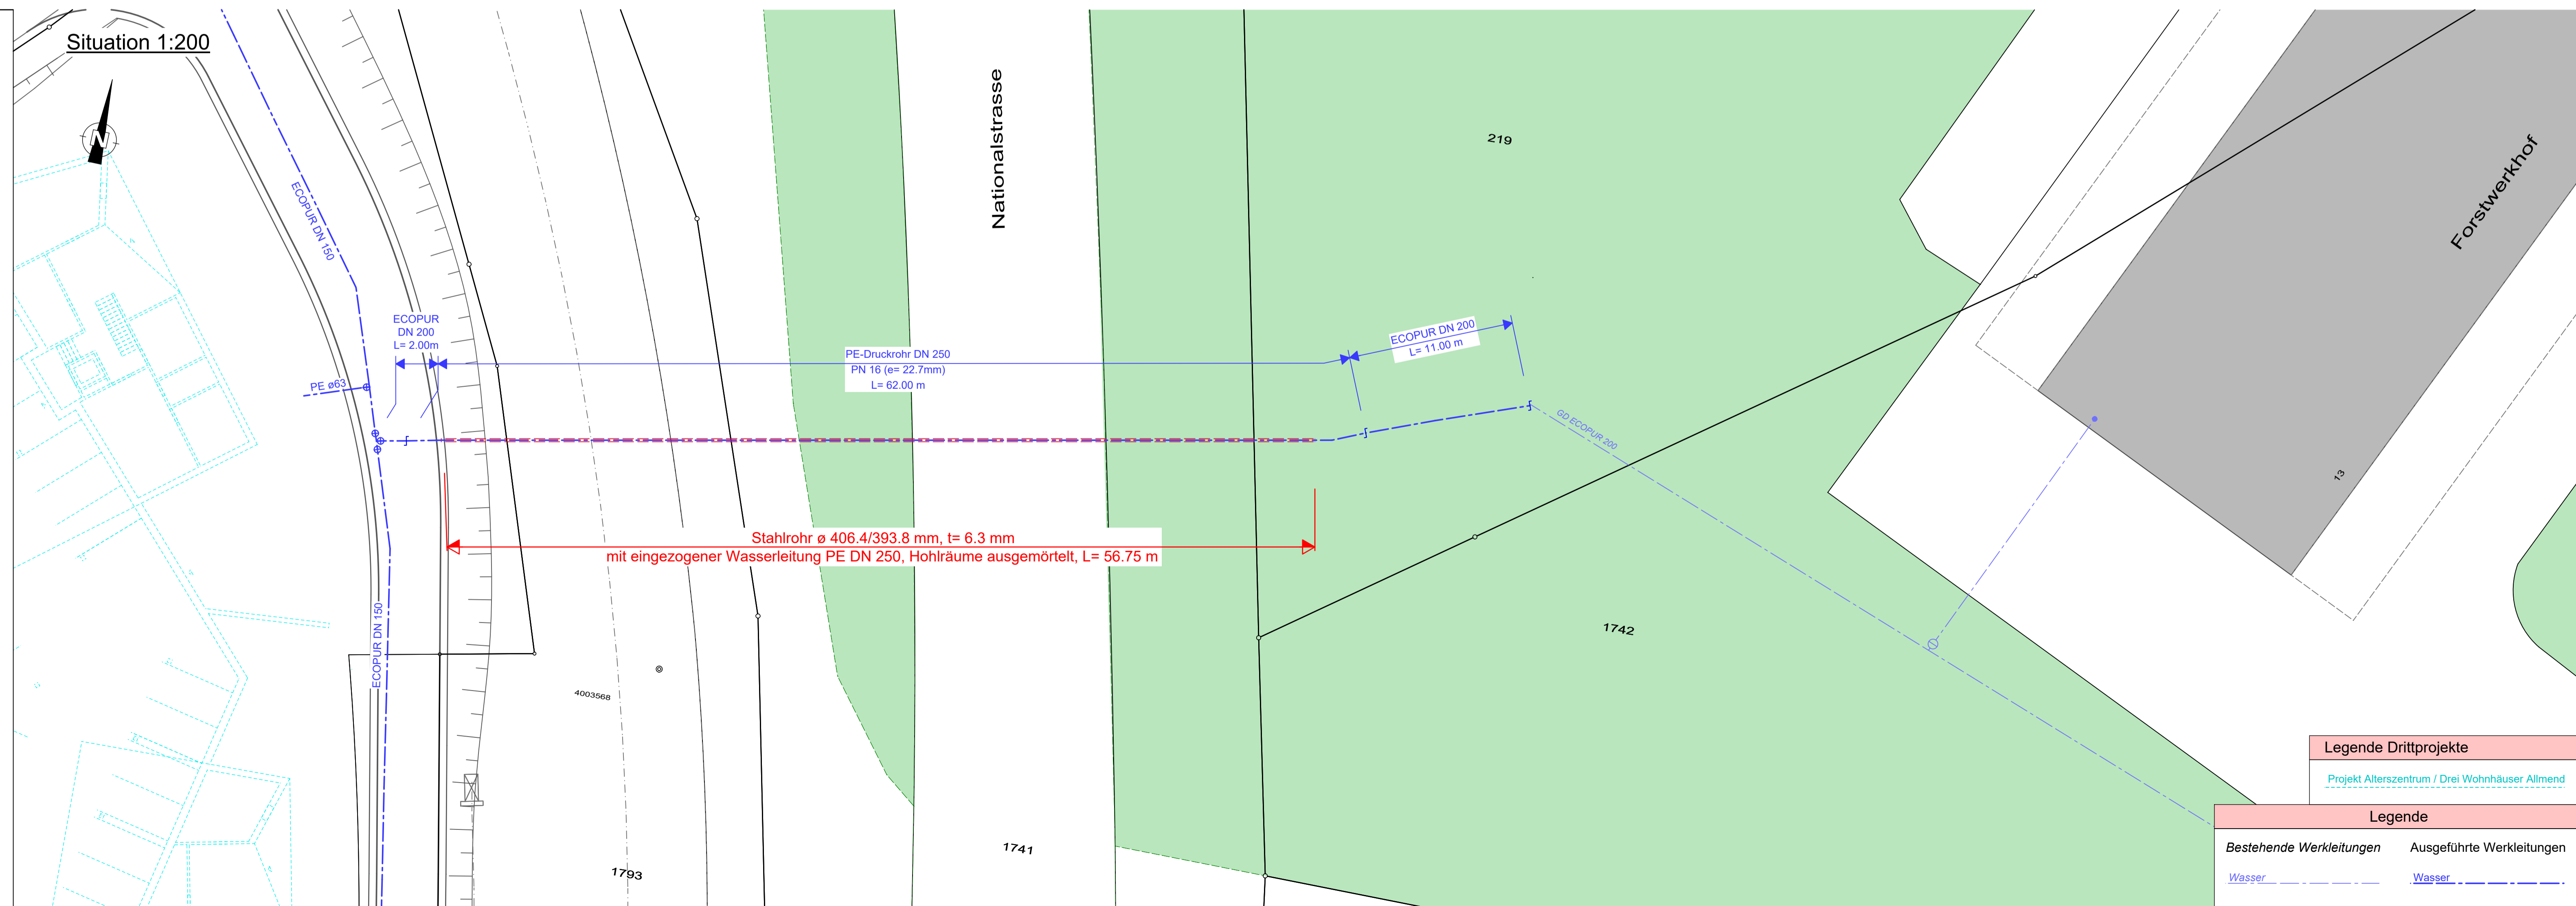 Situation 1:200
N
ECOPUR DN 150
Nationalstrasse
219
Forstwerkhof
ECOPUR
DN 200
L= 2.00m
PE-Druckrohr DN 250
PN 16 (e= 22.7mm)
L= 62.00 m
ECOPUR DN 200
L= 11.00 m
PE ø63
GD ECOPUR 200
13
Stahlrohr ø 406.4/393.8 mm, t= 6.3 mm
mit eingezogener Wasserleitung PE DN 250, Hohlräume ausgemörtelt, L= 56.75 m
ECOPUR DN 150
1742
4003568
1741
1793
Legende Drittprojekte
Projekt Alterszentrum / Drei Wohnhäuser Allmend
Legende
Bestehende Werkleitungen
Ausgeführte Werkleitungen
Wasser
Wasser